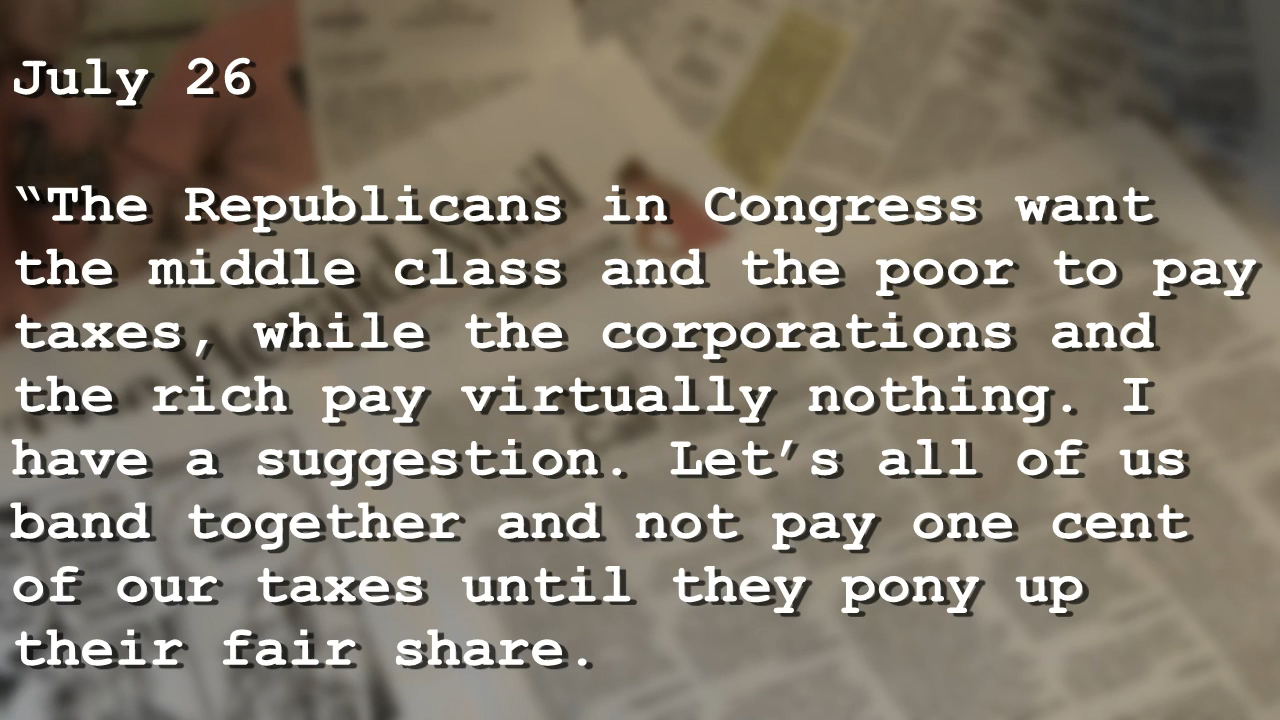 July 26
“The Republicans in Congress want
the middle class and the poor to pay
taxes, while the corporations and
the rich pay virtually nothing. I
have a suggestion. Let’s all of us
band together and not pay one cent
of our taxes until they pony up
their fair share.